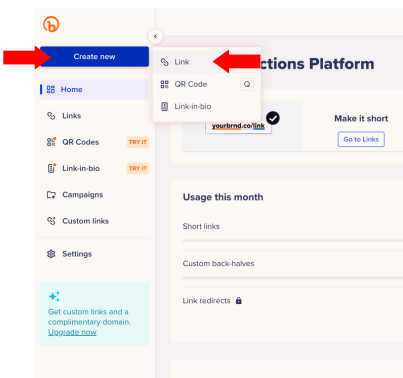 Create new
Home
Links
QR Codes TRY IT
Link-in-bio TRY IT
Campaigns
Custom links
Settings
Get custom links and a
complimentary domain.
Upgrade now
Link
QR Code Q
Link-in-bio
ctions Platform
yourbrnd.co/link
Make it short
Go to Links
Usage this month
Short links
Custom back-halves
Link redirects